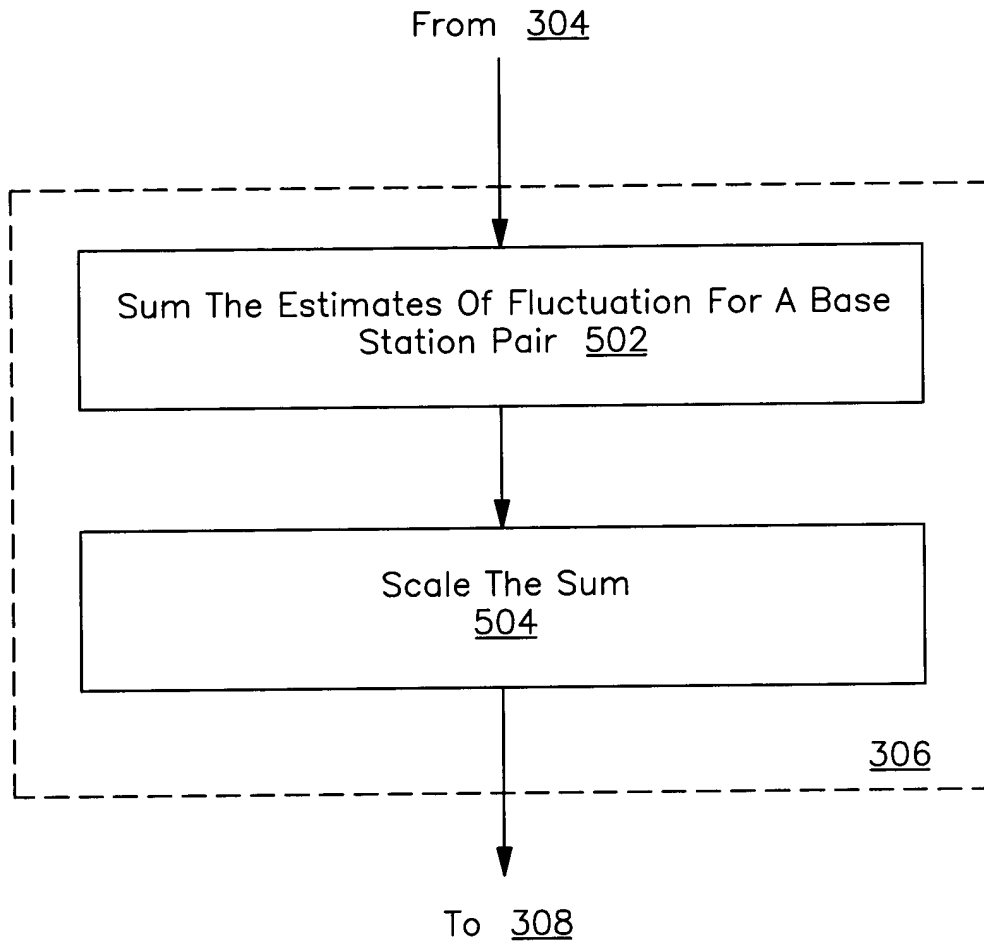 From 304
Sum The Estimates Of Fluctuation For A Base
Station Pair 502
Scale The Sum
504
306
To 308